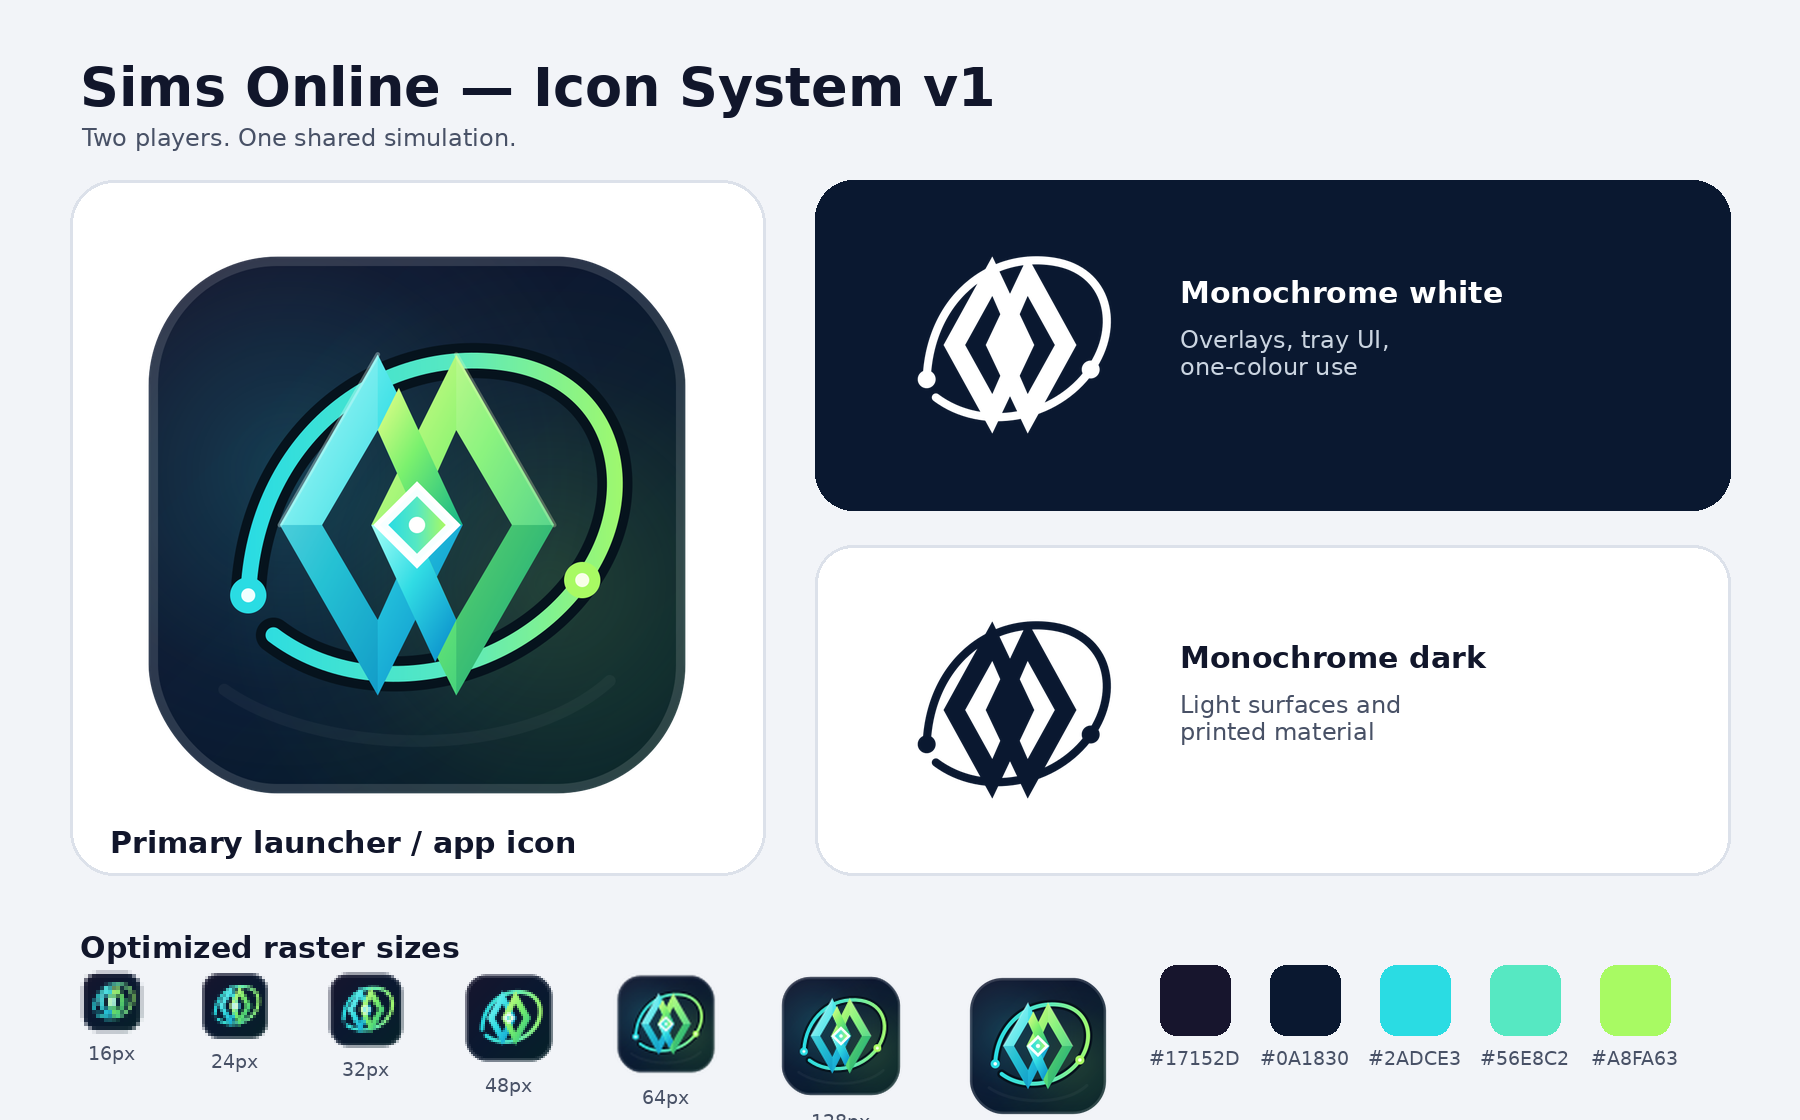 Sims Online — Icon System v1
Two players. One shared simulation.
Primary launcher / app icon
Monochrome white
Overlays, tray UI,
one-colour use
Monochrome dark
Light surfaces and
printed material
Optimized raster sizes
16px
24px
32px
48px
64px
128px
#17152D
#0A1830
#2ADCE3
#56E8C2
#A8FA63